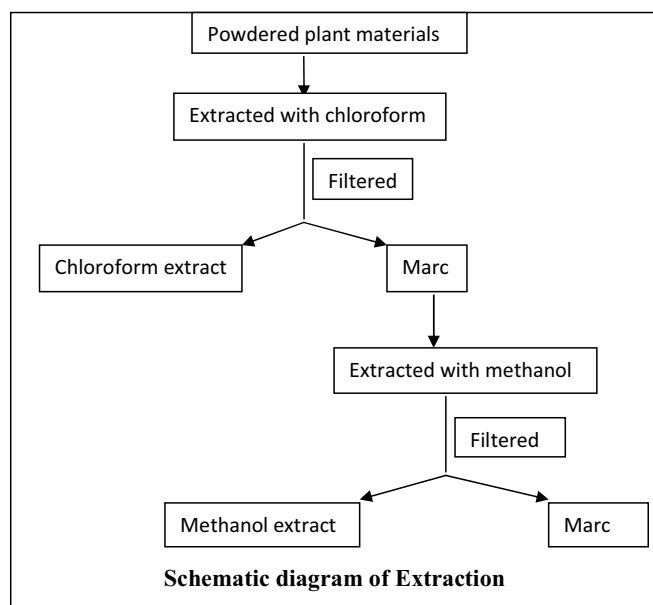 Powdered plant materials
Extracted with chloroform
Filtered
Chloroform extract
Marc
Extracted with methanol
Filtered
Methanol extract
Marc
Schematic diagram of Extraction